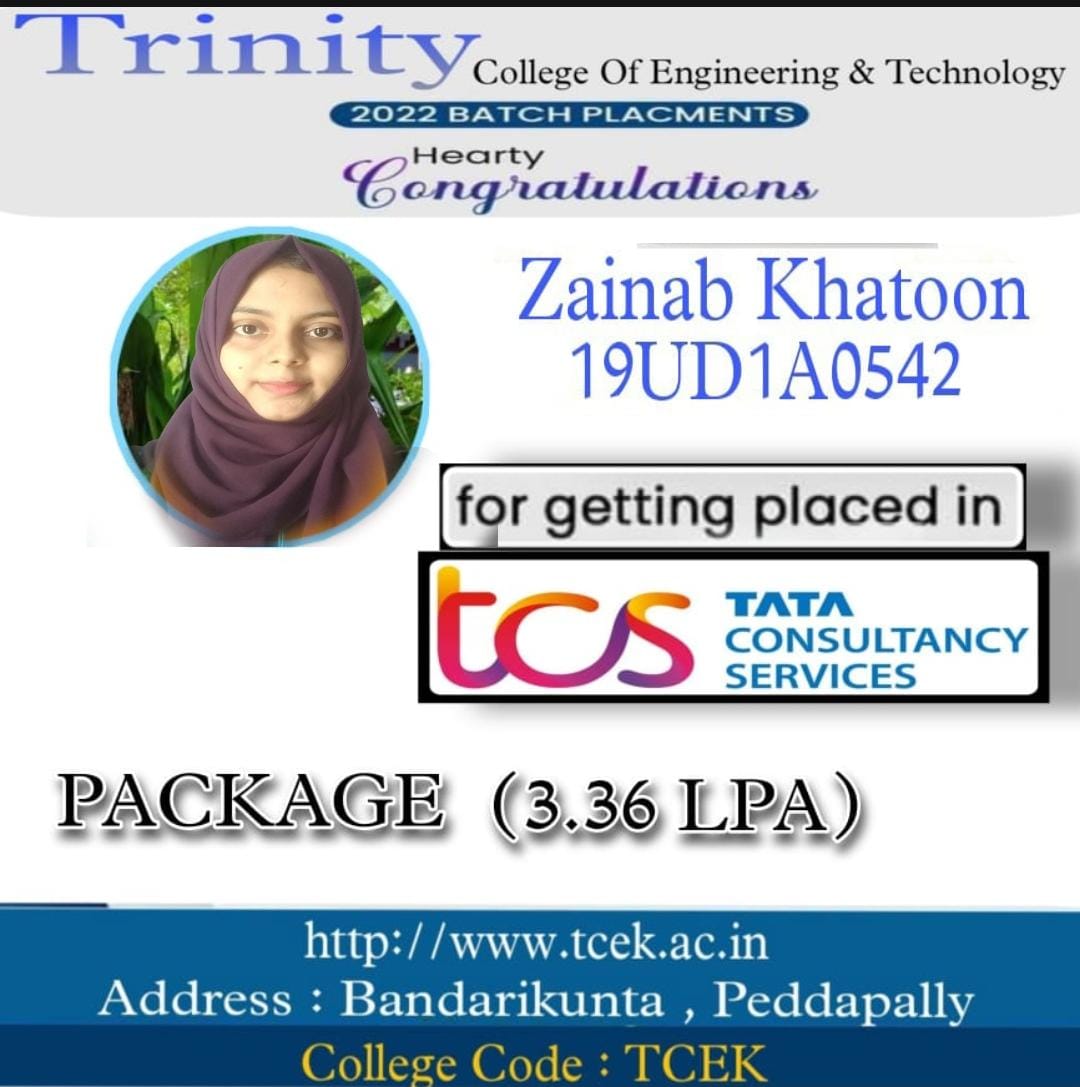 Trinity College Of Engineering & Technology
2022 BATCH PLACMENTS
Hearty
Congratulations
Zainab Khatoon
19UD1A0542
for getting placed in
tcs TATA
CONSULTANCY
SERVICES
PACKAGE (3.36 LPA)
http://www.tcek.ac.in
Address : Bandarikunta , Peddapally
College Code : TCEK